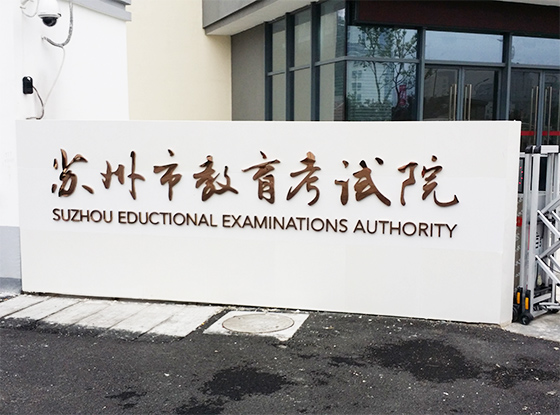 苏州市教育考试院
SUZHOU EDUCTIONAL EXAMINATIONS AUTHORITY